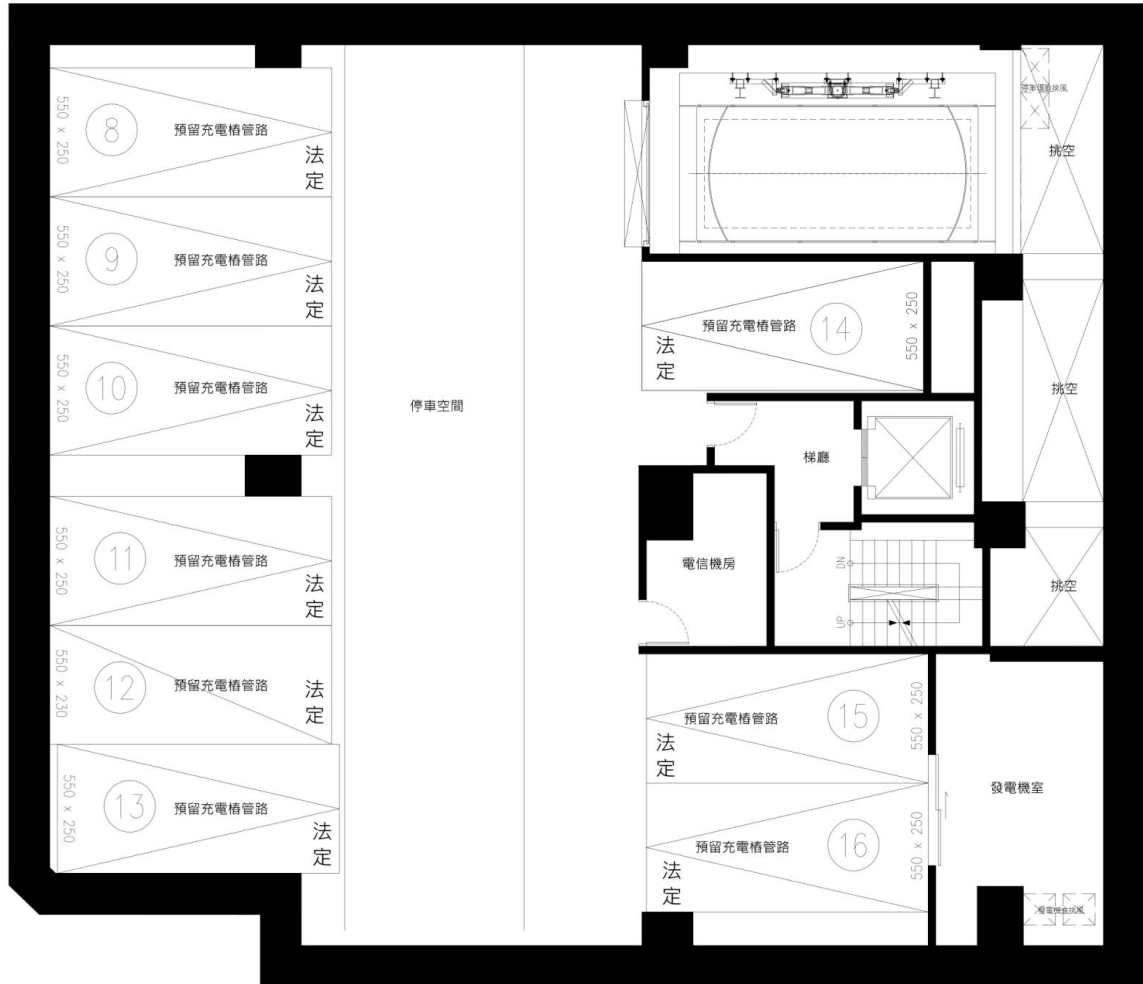 8
預留充電樁管路
550 x 250
法定
9
預留充電樁管路
550 x 250
法定
10
預留充電樁管路
550 x 250
法定
11
預留充電樁管路
550 x 250
法定
12
預留充電樁管路
550 x 230
法定
13
預留充電樁管路
550 x 250
法定
停車空間
挑空
預留充電樁管路
14
550 x 250
法定
挑空
梯廳
電信機房
DN
UP
挑空
預留充電樁管路
15
550 x 250
法定
預留充電樁管路
16
550 x 250
法定
發電機室